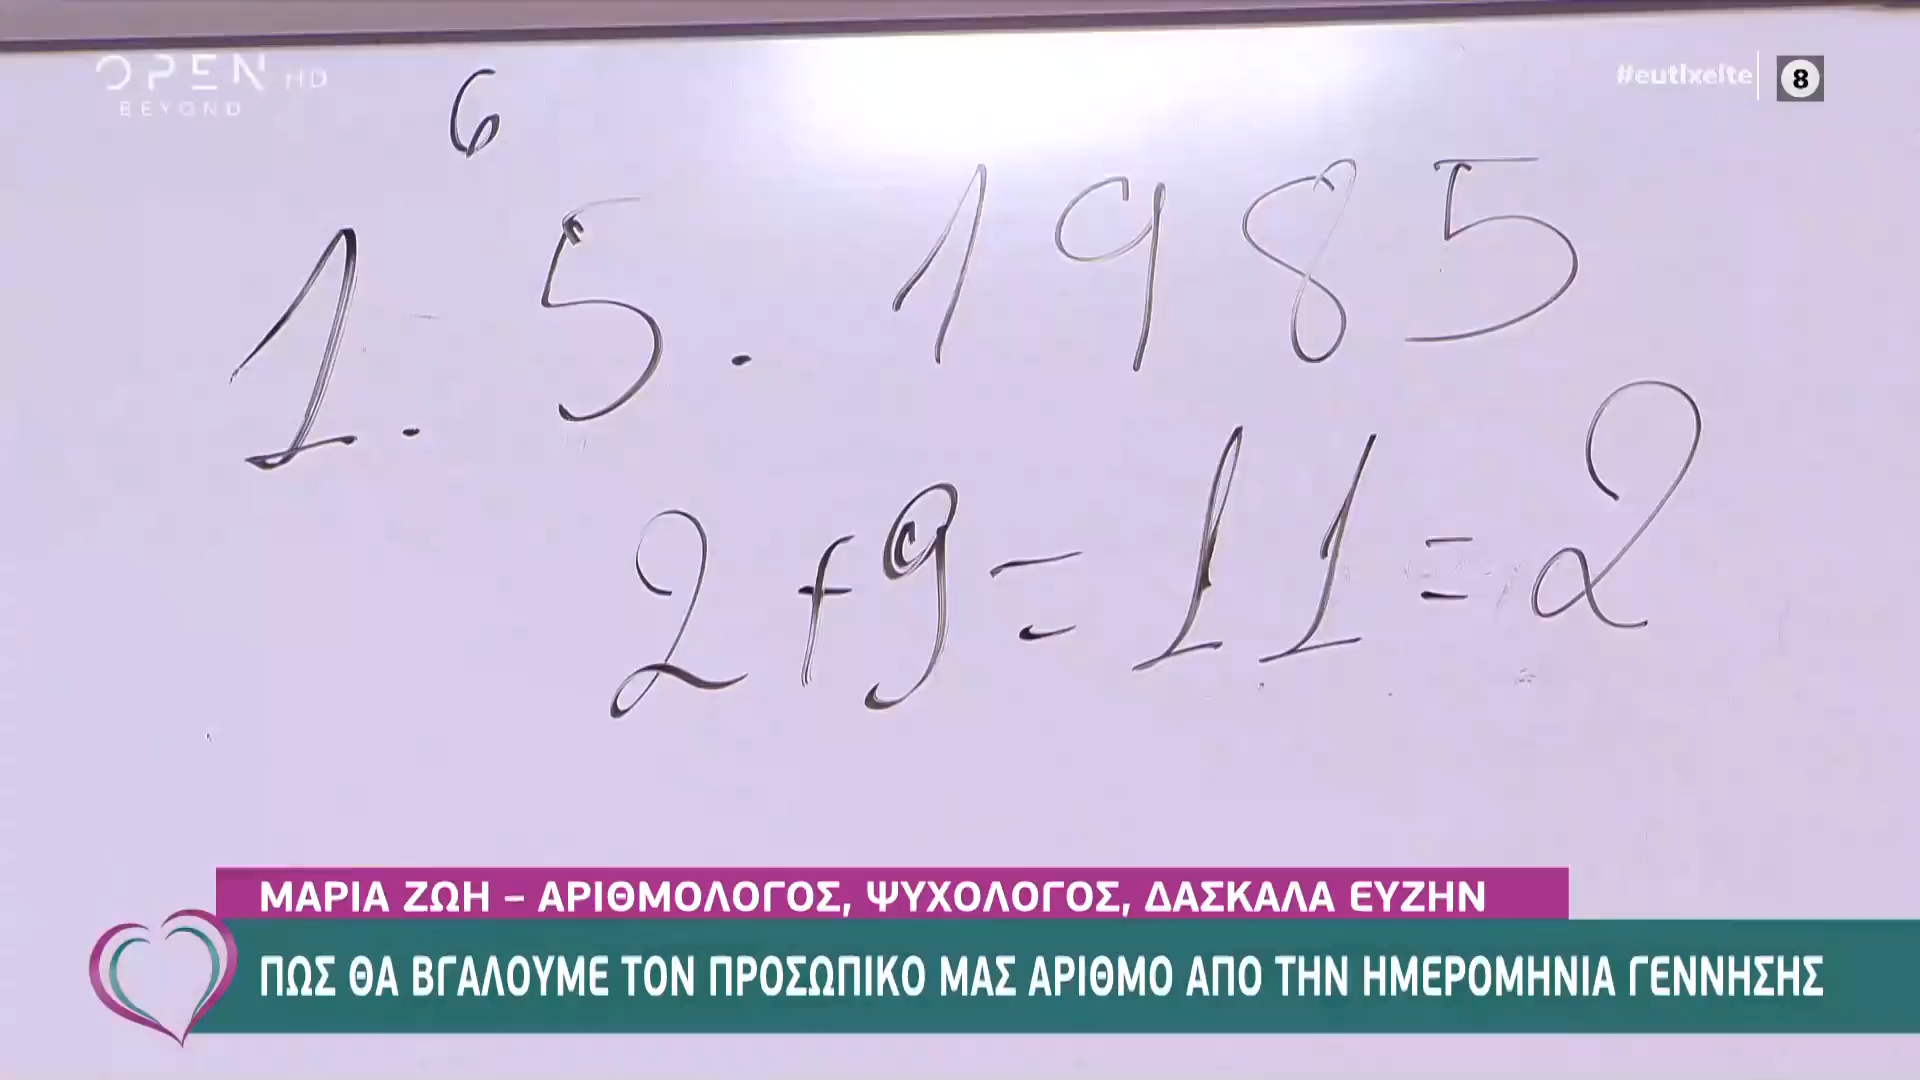 OPEN HD
BEYOND
#eutIxeIte
8
6
1. 5. 1985
2+9=11=2
ΜΑΡΙΑ ΖΩΗ – ΑΡΙΘΜΟΛΟΓΟΣ, ΨΥΧΟΛΟΓΟΣ, ΔΑΣΚΑΛΑ ΕΥΖΗΝ
ΠΩΣ ΘΑ ΒΓΑΛΟΥΜΕ ΤΟΝ ΠΡΟΣΩΠΙΚΟ ΜΑΣ ΑΡΙΘΜΟ ΑΠΟ ΤΗΝ ΗΜΕΡΟΜΗΝΙΑ ΓΕΝΝΗΣΗΣ